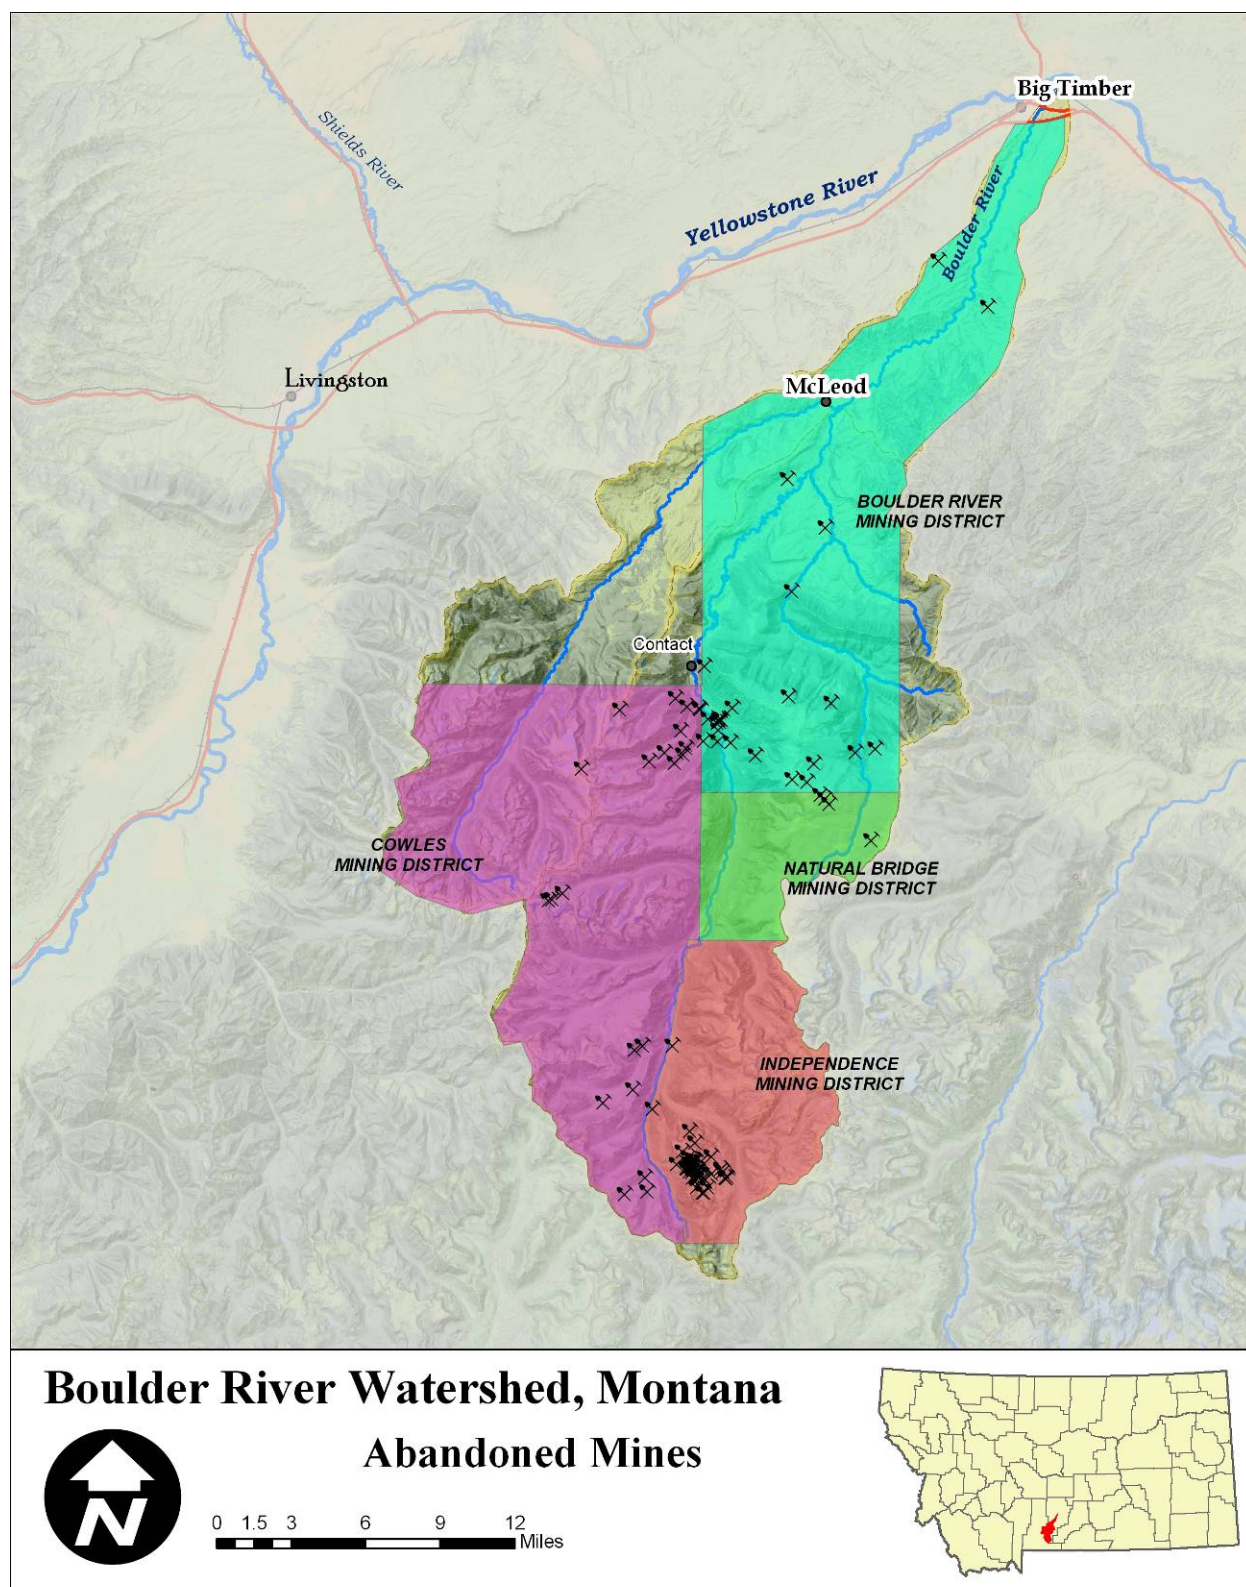 Big Timber
Shields River
Yellowstone River
Boulder River
Livingston
McLeod
BOULDER RIVER
MINING DISTRICT
Contact
COWLES
MINING DISTRICT
NATURAL BRIDGE
MINING DISTRICT
INDEPENDENCE
MINING DISTRICT
Boulder River Watershed, Montana
Abandoned Mines
N
0 1.5 3 6 9 12
Miles